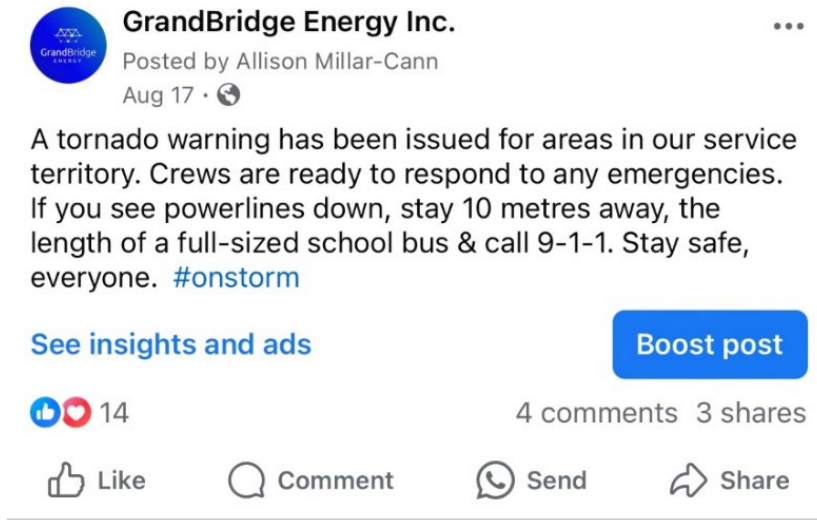 GrandBridge Energy Inc.
GrandBridge
ENERGY
Posted by Allison Millar-Cann
Aug 17 ·
A tornado warning has been issued for areas in our service
territory. Crews are ready to respond to any emergencies.
If you see powerlines down, stay 10 metres away, the
length of a full-sized school bus & call 9-1-1. Stay safe,
everyone. #onstorm
See insights and ads
Boost post
14
4 comments 3 shares
Like
Comment
Send
Share